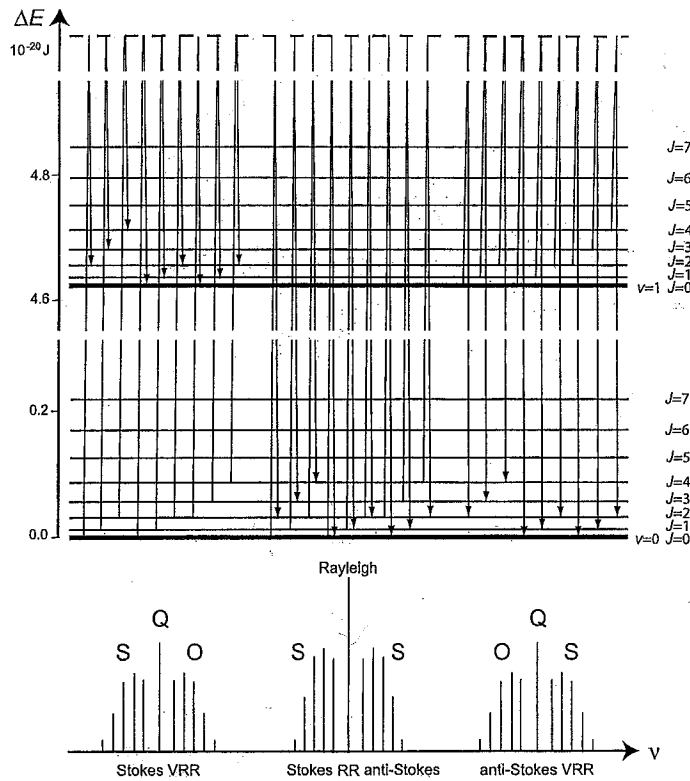 ΔE
10-20J
J=7
4.8
J=6
J=5
J=4
J=3
J=2
J=1
v=1 J=0
4.6
J=7
0.2
J=6
J=5
J=4
J=3
J=2
J=1
0.0
v=0 J=0
Rayleigh
Q Q
S O S S O S
ν
Stokes VRR Stokes RR anti-Stokes anti-Stokes VRR